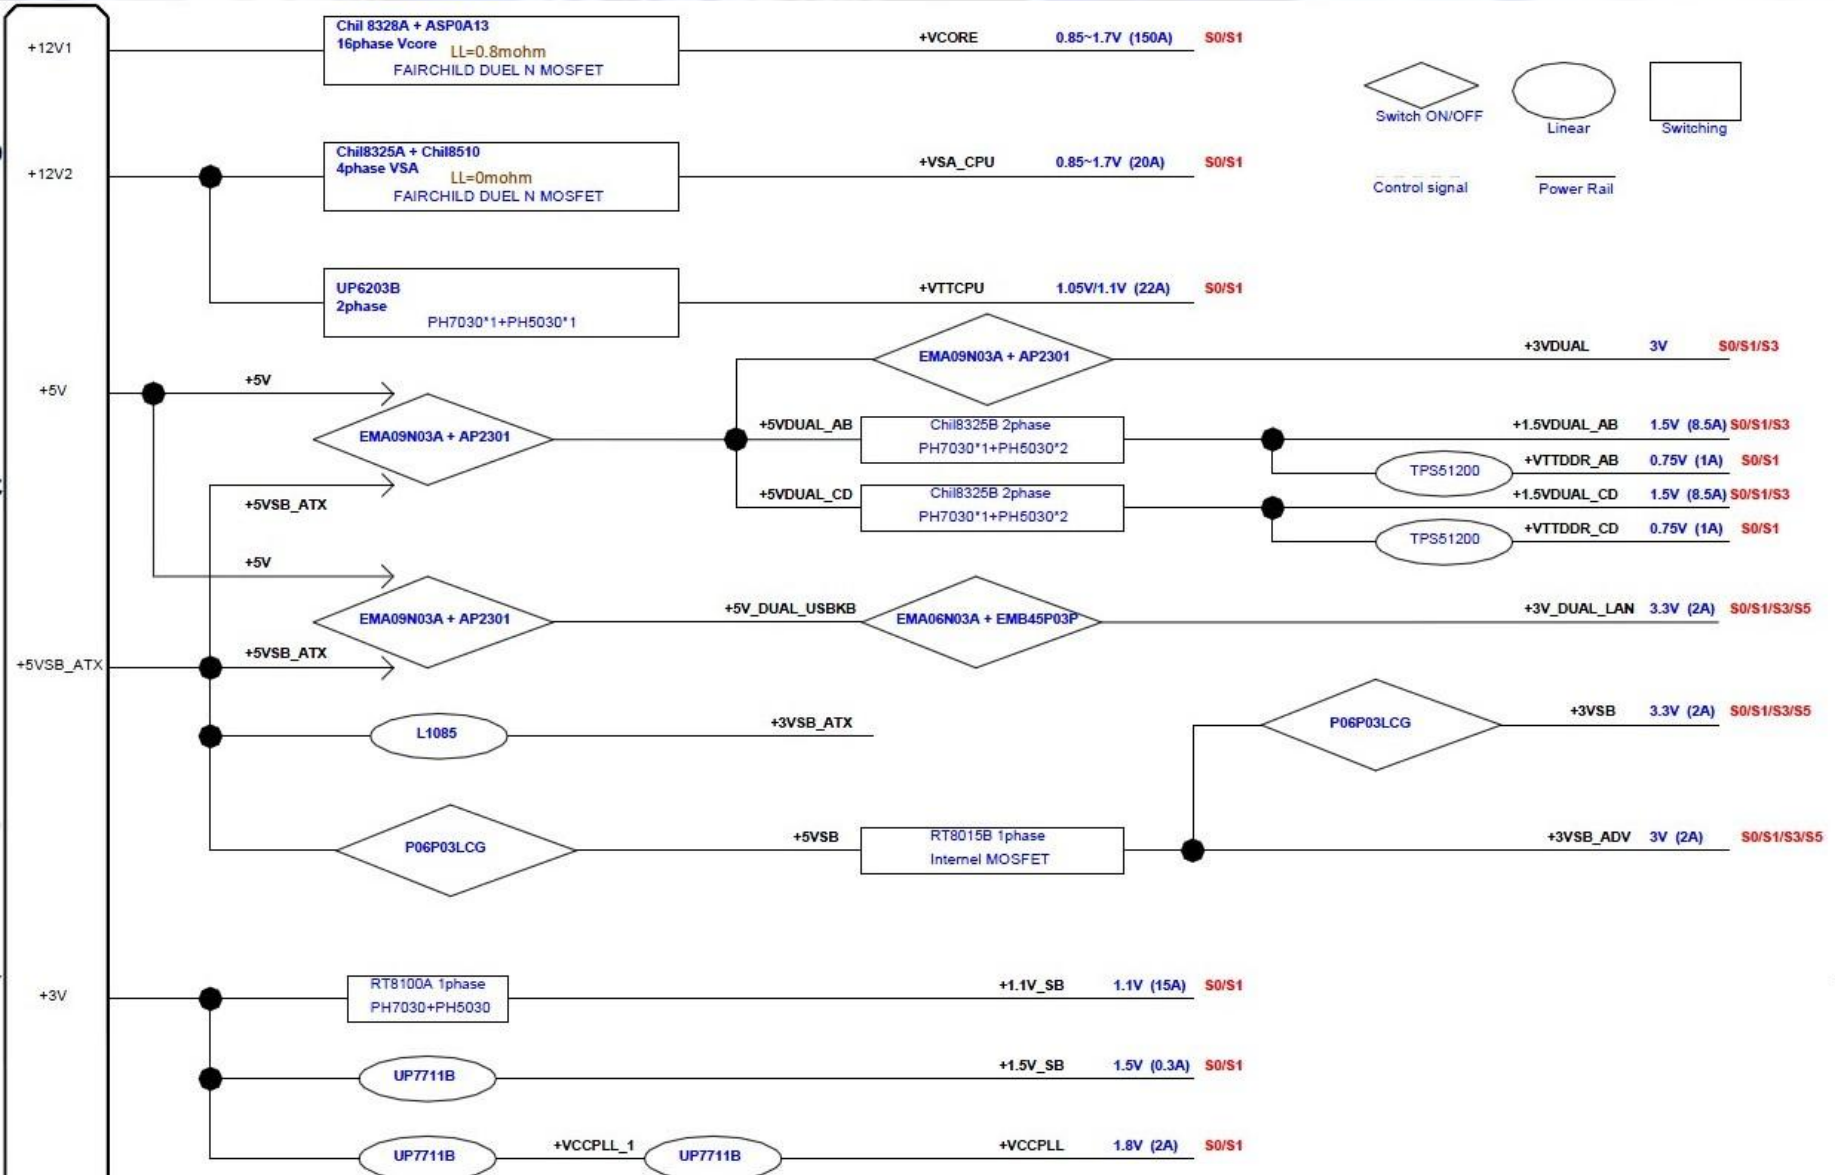 +12V1
Chil 8328A + ASP0A13
16phase Vcore
LL=0.8mohm
FAIRCHILD DUEL N MOSFET
+VCORE
0.85~1.7V (150A)
S0/S1
Switch ON/OFF
Linear
Switching
Control signal
Power Rail
+12V2
Chil8325A + Chil8510
4phase VSA
LL=0mohm
FAIRCHILD DUEL N MOSFET
+VSA_CPU
0.85~1.7V (20A)
S0/S1
UP6203B
2phase
PH7030*1+PH5030*1
+VTTCPU
1.05V/1.1V (22A)
S0/S1
EMA09N03A + AP2301
+3VDUAL
3V
S0/S1/S3
+5V
+5V
EMA09N03A + AP2301
+5VSB_ATX
+5VDUAL_AB
Chil8325B 2phase
PH7030*1+PH5030*2
+1.5VDUAL_AB
1.5V (8.5A)
S0/S1/S3
TPS51200
+VTTDDR_AB
0.75V (1A)
S0/S1
+5VDUAL_CD
Chil8325B 2phase
PH7030*1+PH5030*2
+1.5VDUAL_CD
1.5V (8.5A)
S0/S1/S3
TPS51200
+VTTDDR_CD
0.75V (1A)
S0/S1
+5V
EMA09N03A + AP2301
+5V_DUAL_USBKB
EMA06N03A + EMB45P03P
+3V_DUAL_LAN
3.3V (2A)
S0/S1/S3/S5
+5VSB_ATX
+5VSB_ATX
L1085
+3VSB_ATX
P06P03LCG
+3VSB
3.3V (2A)
S0/S1/S3/S5
P06P03LCG
+5VSB
RT8015B 1phase
Internel MOSFET
+3VSB_ADV
3V (2A)
S0/S1/S3/S5
+3V
RT8100A 1phase
PH7030+PH5030
+1.1V_SB
1.1V (15A)
S0/S1
UP7711B
+1.5V_SB
1.5V (0.3A)
S0/S1
UP7711B
+VCCPLL_1
UP7711B
+VCCPLL
1.8V (2A)
S0/S1